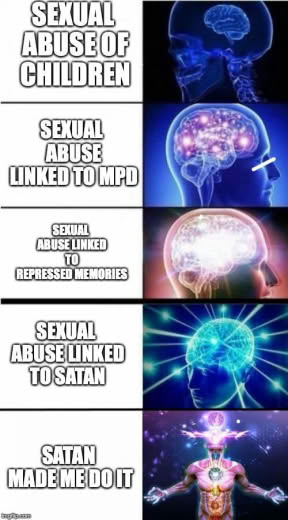 SEXUAL
ABUSE OF
CHILDREN
SEXUAL
ABUSE
LINKED TO MPD
SEXUAL
ABUSE LINKED
TO
REPRESSED MEMORIES
SEXUAL
ABUSE LINKED
TO SATAN
SATAN
MADE ME DO IT
imgflip.com